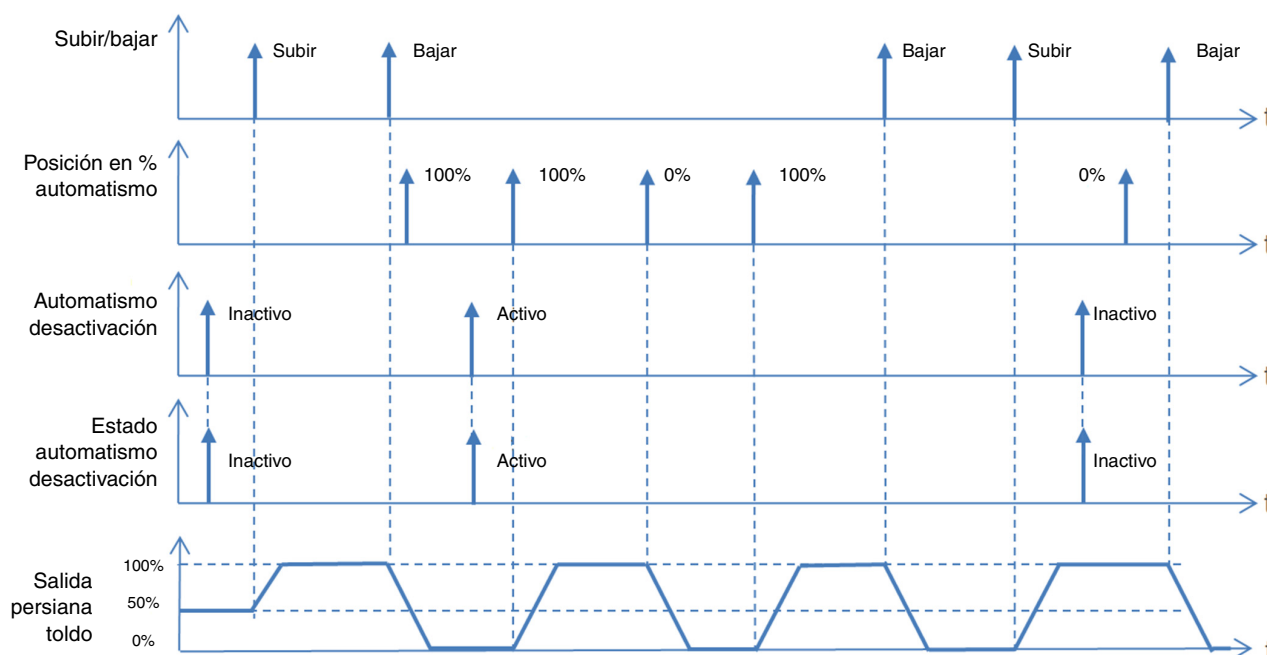 Subir/bajar
Subir
Bajar
Bajar
Subir
Bajar
t
Posición en %
automatismo
100%
100%
0%
100%
0%
t
Automatismo
desactivación
Inactivo
Activo
Inactivo
t
Estado
automatismo
desactivación
Inactivo
Activo
Inactivo
t
Salida
persiana
toldo
100%
50%
0%
t